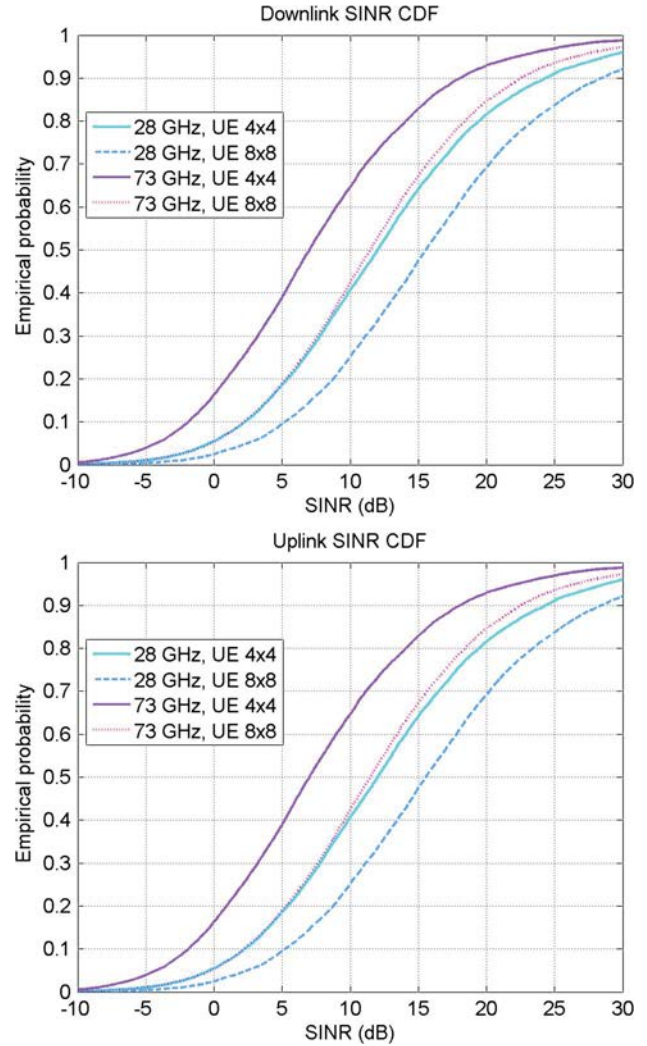 Downlink SINR CDF
1
0.9
0.8
0.7
0.6
0.5
0.4
0.3
0.2
0.1
0
Empirical probability
28 GHz, UE 4x4
28 GHz, UE 8x8
73 GHz, UE 4x4
73 GHz, UE 8x8
-10 -5 0 5 10 15 20 25 30
SINR (dB)
Uplink SINR CDF
1
0.9
0.8
0.7
0.6
0.5
0.4
0.3
0.2
0.1
0
Empirical probability
28 GHz, UE 4x4
28 GHz, UE 8x8
73 GHz, UE 4x4
73 GHz, UE 8x8
-10 -5 0 5 10 15 20 25 30
SINR (dB)